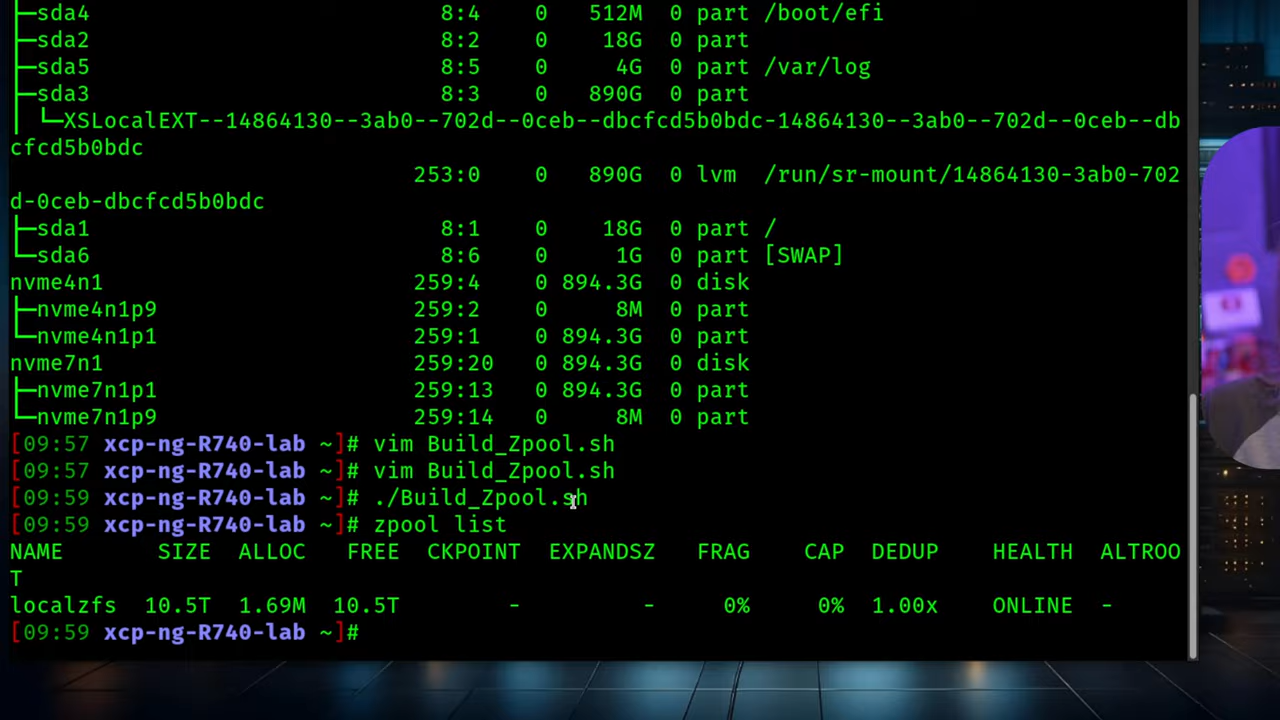 ├─sda4 8:4 0 512M 0 part /boot/efi
├─sda2 8:2 0 18G 0 part
├─sda5 8:5 0 4G 0 part /var/log
├─sda3 8:3 0 890G 0 part
│ └─XSLocalEXT--14864130--3ab0--702d--0ceb--dbcfcd5b0bdc-14864130--3ab0--702d--0ceb--db
cfcd5b0bdc
253:0 0 890G 0 lvm /run/sr-mount/14864130-3ab0-702
d-0ceb-dbcfcd5b0bdc
├─sda1 8:1 0 18G 0 part /
└─sda6 8:6 0 1G 0 part [SWAP]
nvme4n1 259:4 0 894.3G 0 disk
├─nvme4n1p9 259:2 0 8M 0 part
└─nvme4n1p1 259:1 0 894.3G 0 part
nvme7n1 259:20 0 894.3G 0 disk
├─nvme7n1p1 259:13 0 894.3G 0 part
└─nvme7n1p9 259:14 0 8M 0 part
[09:57 xcp-ng-R740-lab ~]# vim Build_Zpool.sh
[09:57 xcp-ng-R740-lab ~]# vim Build_Zpool.sh
[09:59 xcp-ng-R740-lab ~]# ./Build_Zpool.sh
[09:59 xcp-ng-R740-lab ~]# zpool list
NAME SIZE ALLOC FREE CKPOINT EXPANDSZ FRAG CAP DEDUP HEALTH ALTROO
T
localzfs 10.5T 1.69M 10.5T - - 0% 0% 1.00x ONLINE -
[09:59 xcp-ng-R740-lab ~]#